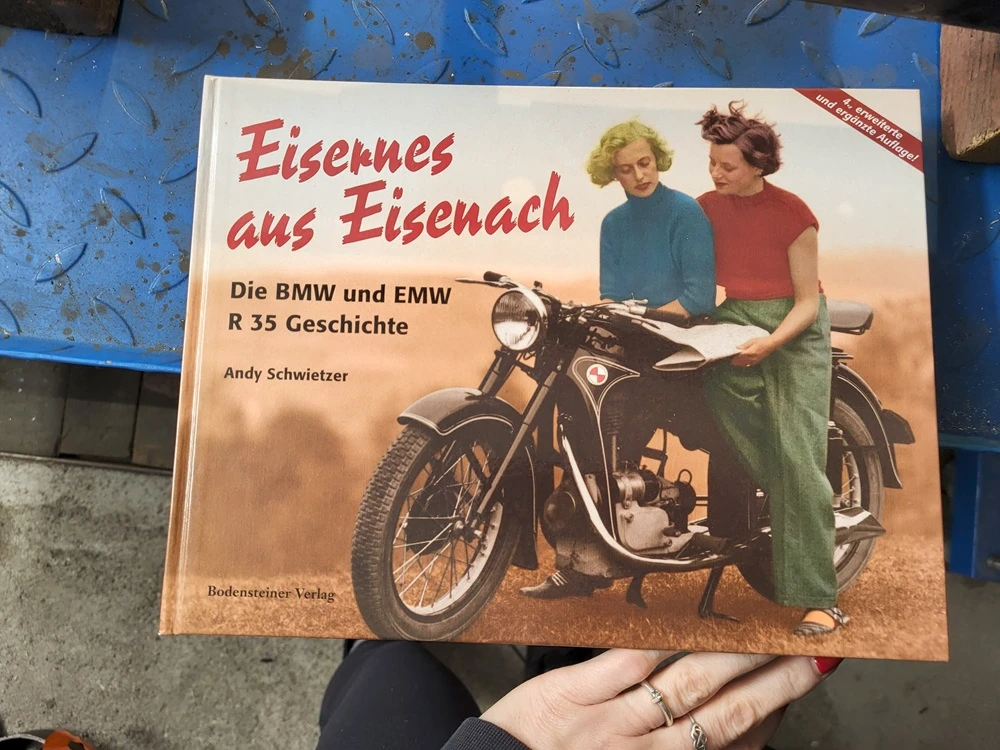 Eisernes
aus Eisenach
4., erweiterte
und ergänzte Auflage!
Die BMW und EMW
R 35 Geschichte
Andy Schwietzer
Bodensteiner Verlag